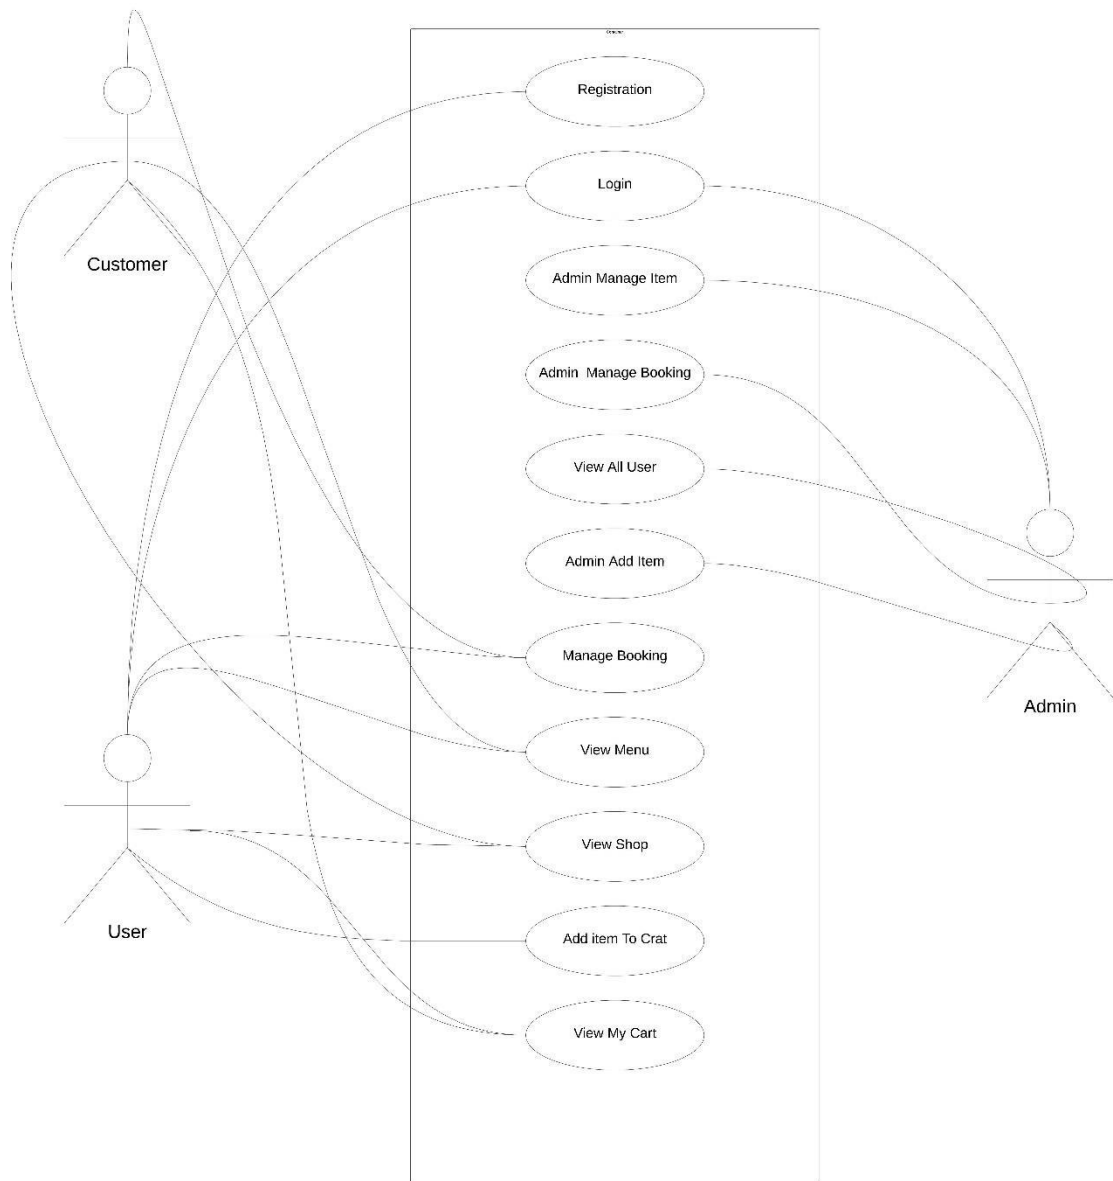 Registration
Login
Customer
Admin Manage Item
Admin Manage Booking
View All User
Admin Add Item
Manage Booking
Admin
View Menu
View Shop
User
Add item To Crat
View My Cart